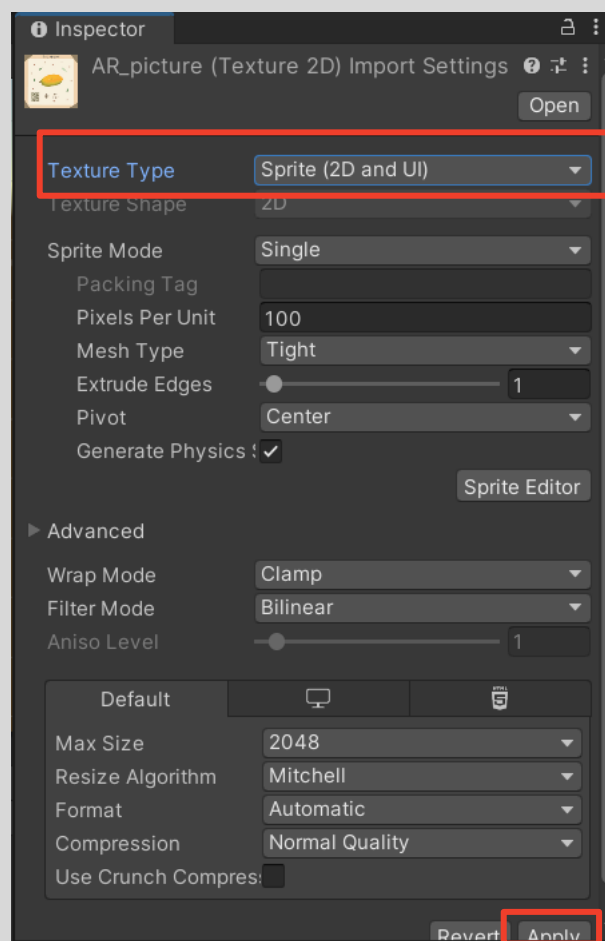 Inspector
AR_picture (Texture 2D) Import Settings
Open
Texture Type Sprite (2D and UI)
Texture Shape 2D
Sprite Mode Single
Packing Tag
Pixels Per Unit 100
Mesh Type Tight
Extrude Edges 1
Pivot Center
Generate Physics S
Sprite Editor
Advanced
Wrap Mode Clamp
Filter Mode Bilinear
Aniso Level 1
Default
Max Size 2048
Resize Algorithm Mitchell
Format Automatic
Compression Normal Quality
Use Crunch Compres
Revert Apply